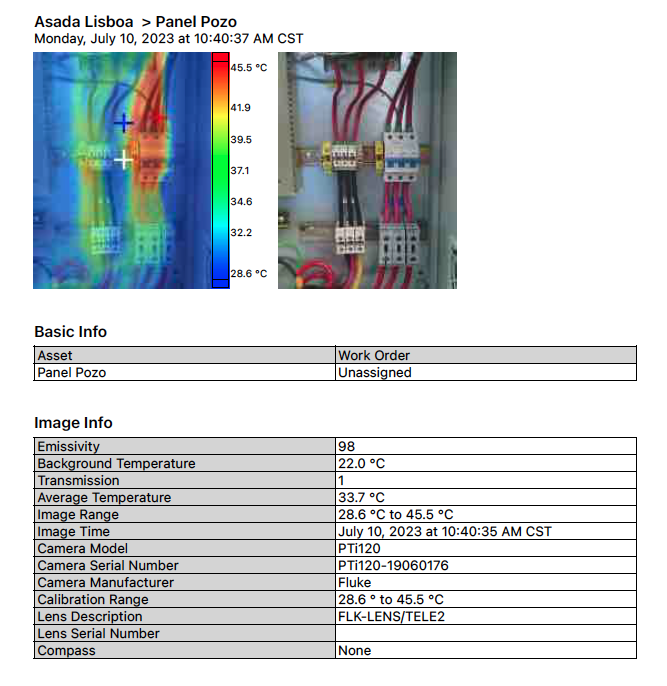 Asada Lisboa > Panel Pozo
Monday, July 10, 2023 at 10:40:37 AM CST
45.5 °C
41.9
39.5
37.1
34.6
32.2
28.6 °C
Basic Info
Asset Work Order
Panel Pozo Unassigned
Image Info
Emissivity 98
Background Temperature 22.0 °C
Transmission 1
Average Temperature 33.7 °C
Image Range 28.6 °C to 45.5 °C
Image Time July 10, 2023 at 10:40:35 AM CST
Camera Model PTi120
Camera Serial Number PTi120-19060176
Camera Manufacturer Fluke
Calibration Range 28.6 ° to 45.5 °C
Lens Description FLK-LENS/TELE2
Lens Serial Number
Compass None